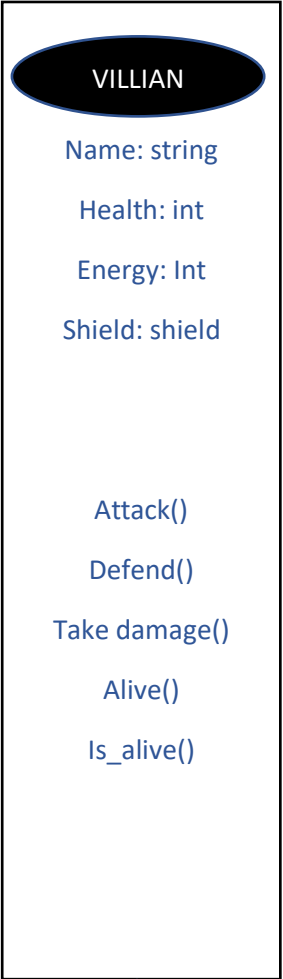 VILLIAN
Name: string
Health: int
Energy: Int
Shield: shield
Attack()
Defend()
Take damage()
Alive()
Is_alive()